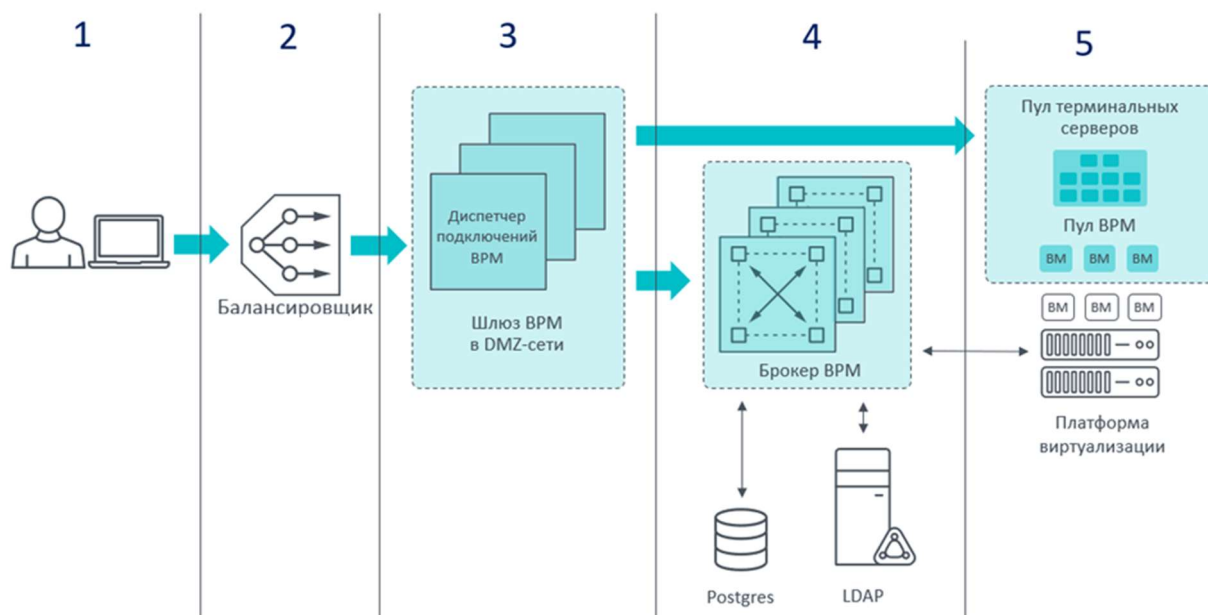 1
2
3
4
5
Балансировщик
Диспетчер
подключений
ВРМ
Шлюз ВРМ
в DMZ-сети
Брокер ВРМ
Postgres
LDAP
Пул терминальных
серверов
Пул ВРМ
ВМ ВМ ВМ
ВМ ВМ ВМ
Платформа
виртуализации